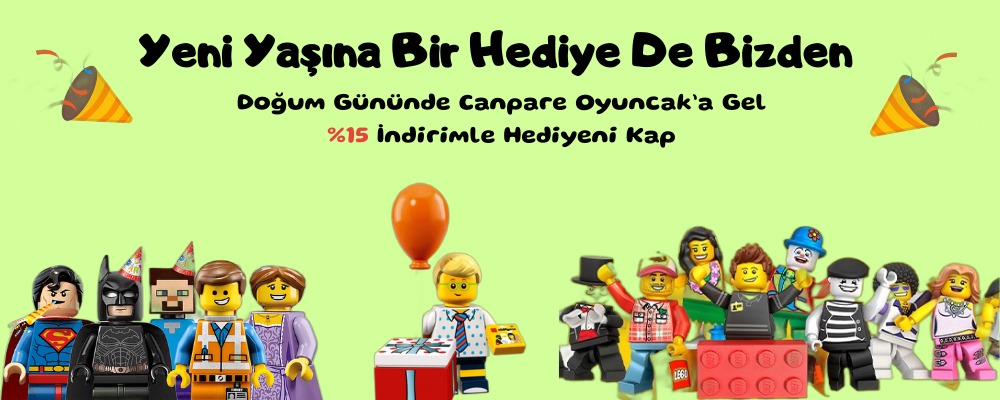 Yeni Yaşına Bir Hediye De Bizden
Doğum Gününde Canpare Oyuncak'a Gel
%15 İndirimle Hediyeni Kap
LEGO